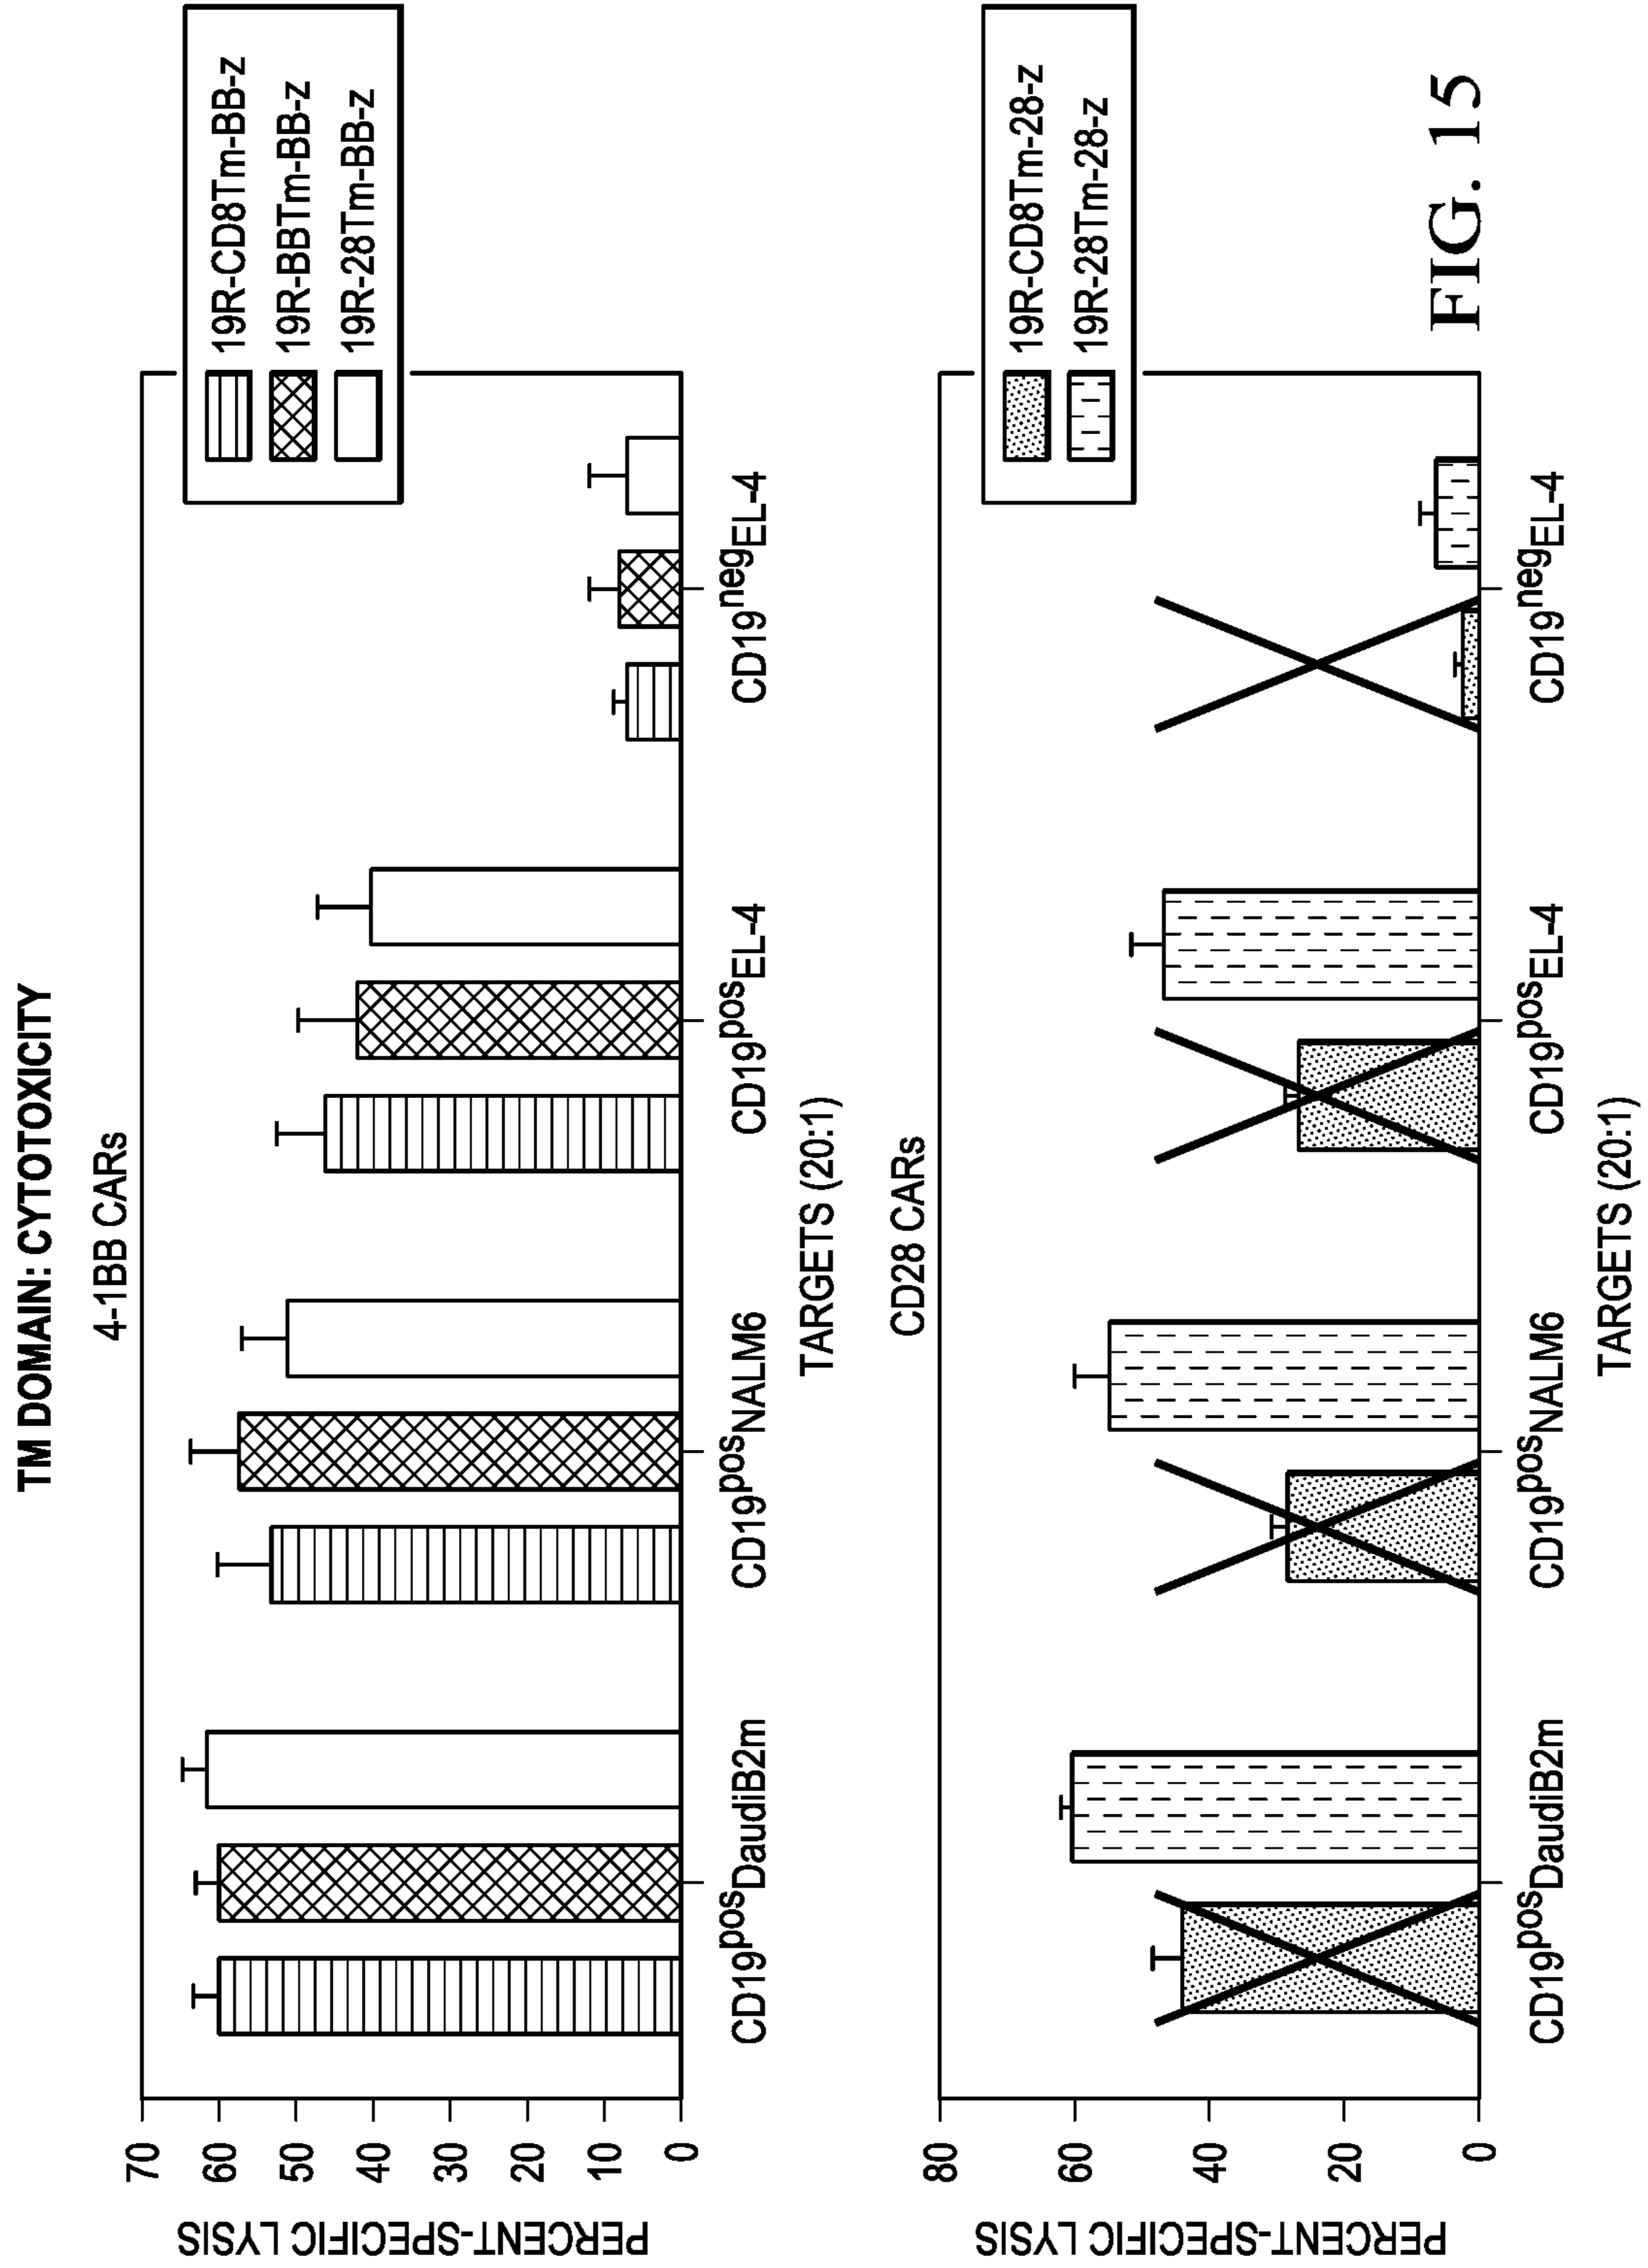 TM DOMAIN: CYTOTOXICITY
4-1BB CARs
PERCENT-SPECIFIC LYSIS
70
60
50
40
30
20
10
0
19R-CD8Tm-BB-z
19R-BBTm-BB-z
19R-28Tm-BB-z
CD19posDaudiB2m
CD19posNALM6
CD19posEL-4
CD19negEL-4
TARGETS (20:1)
CD28 CARs
PERCENT-SPECIFIC LYSIS
80
60
40
20
0
19R-CD8Tm-28-z
19R-28Tm-28-z
CD19posDaudiB2m
CD19posNALM6
CD19posEL-4
CD19negEL-4
TARGETS (20:1)
FIG. 15